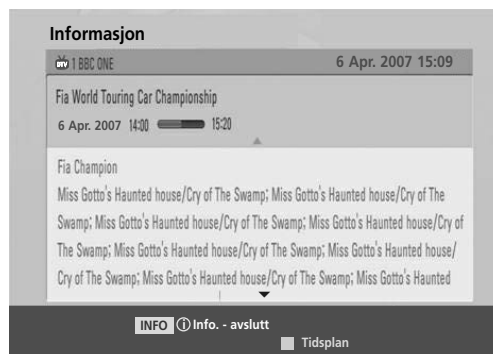 Informasjon
DTV 1 BBC ONE 6 Apr. 2007 15:09
Fia World Touring Car Championship
6 Apr. 2007 14:00 15:20
Fia Champion
Miss Gotto's Haunted house/Cry of The Swamp; Miss Gotto's Haunted house/Cry of The
Swamp; Miss Gotto's Haunted house/Cry of The Swamp; Miss Gotto's Haunted house/Cry of
The Swamp; Miss Gotto's Haunted house/Cry of The Swamp; Miss Gotto's Haunted house/
Cry of The Swamp; Miss Gotto's Haunted house/Cry of The Swamp; Miss Gotto's Haunted
INFO ⓘ Info. - avslutt
Tidsplan